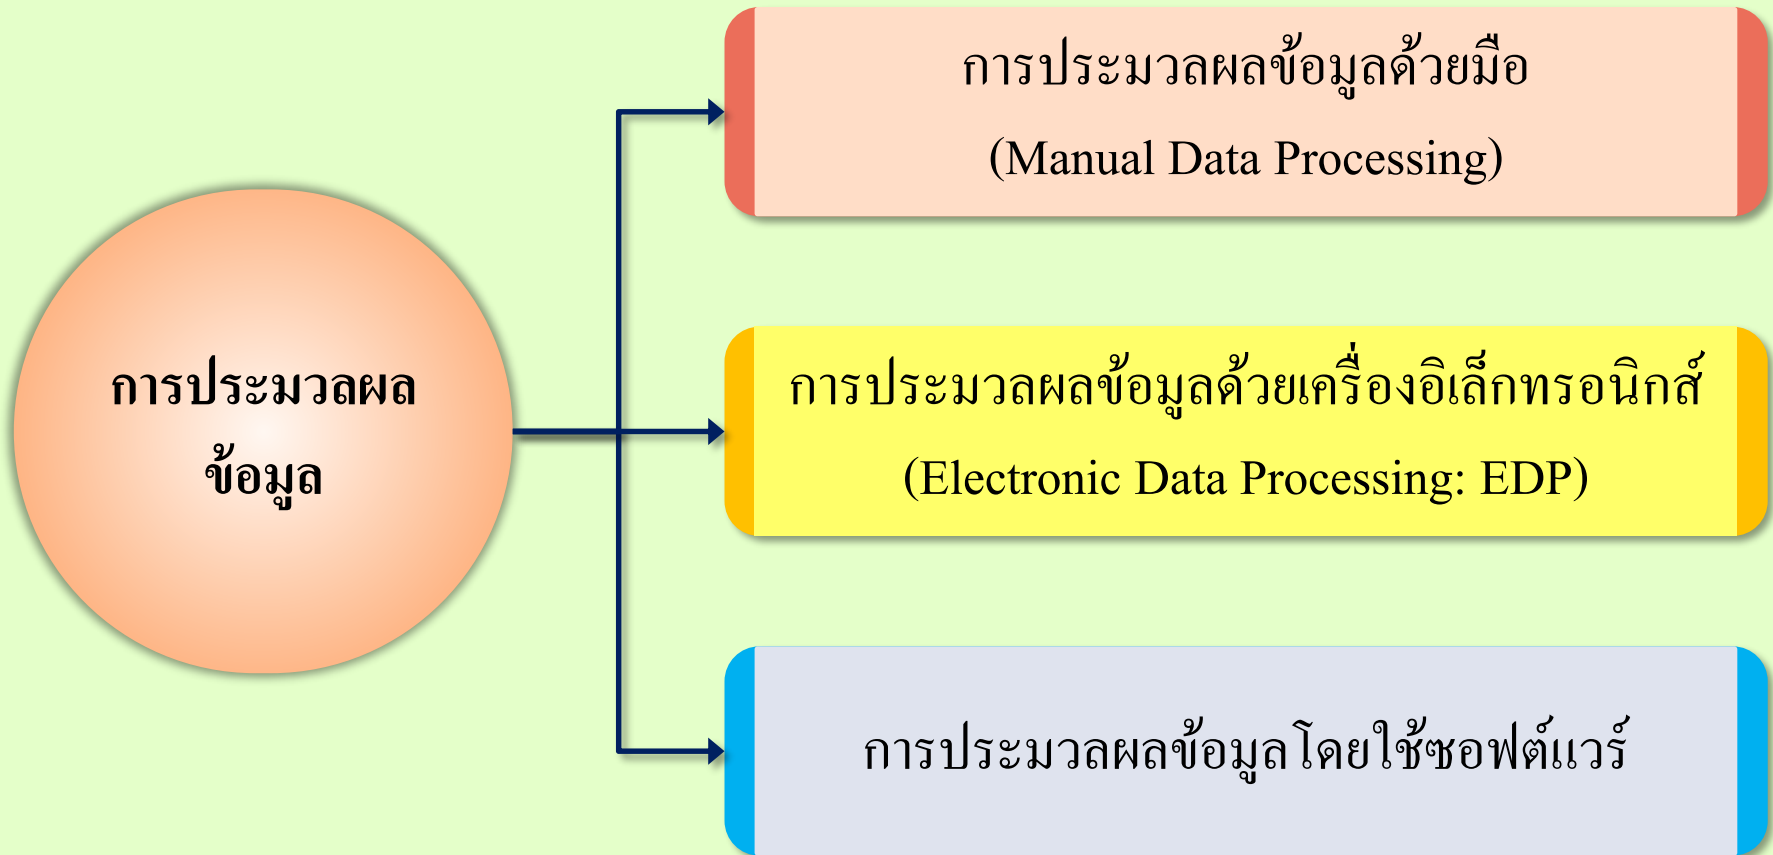 การประมวลผล
ข้อมูล
การประมวลผลข้อมูลด้วยมือ
(Manual Data Processing)
การประมวลผลข้อมูลด้วยเครื่องอิเล็กทรอนิกส์
(Electronic Data Processing: EDP)
การประมวลผลข้อมูลโดยใช้ซอฟต์แวร์